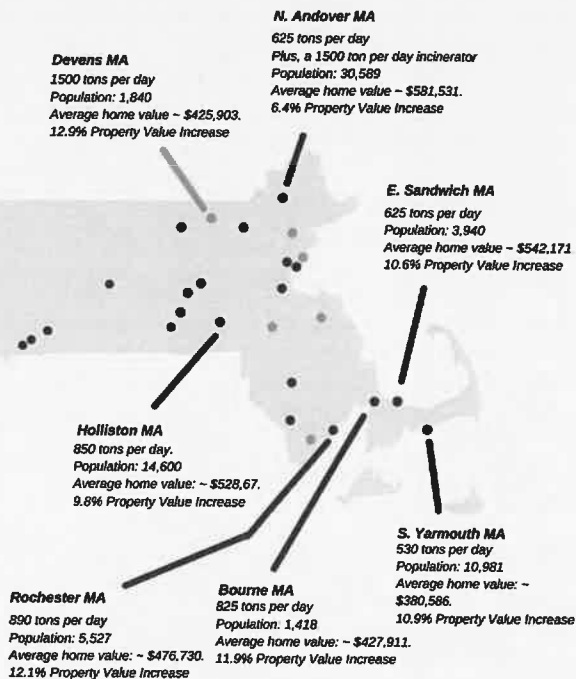 N. Andover MA
625 tons per day
Plus, a 1500 ton per day incinerator
Population: 30,589
Average home value ~ $581,531.
6.4% Property Value Increase
Devens MA
1500 tons per day
Population: 1,840
Average home value ~ $425,903.
12.9% Property Value Increase
E. Sandwich MA
625 tons per day
Population: 3,940
Average home value ~ $542,171
10.6% Property Value Increase
Holliston MA
850 tons per day.
Population: 14,600
Average home value: ~ $528,67.
9.8% Property Value Increase
S. Yarmouth MA
530 tons per day
Population: 10,981
Average home value: ~
$380,586.
10.9% Property Value Increase
Rochester MA
890 tons per day
Population: 5,527
Average home value: ~ $476,730.
12.1% Property Value Increase
Bourne MA
825 tons per day
Population: 1,418
Average home value: ~ $427,911.
11.9% Property Value Increase